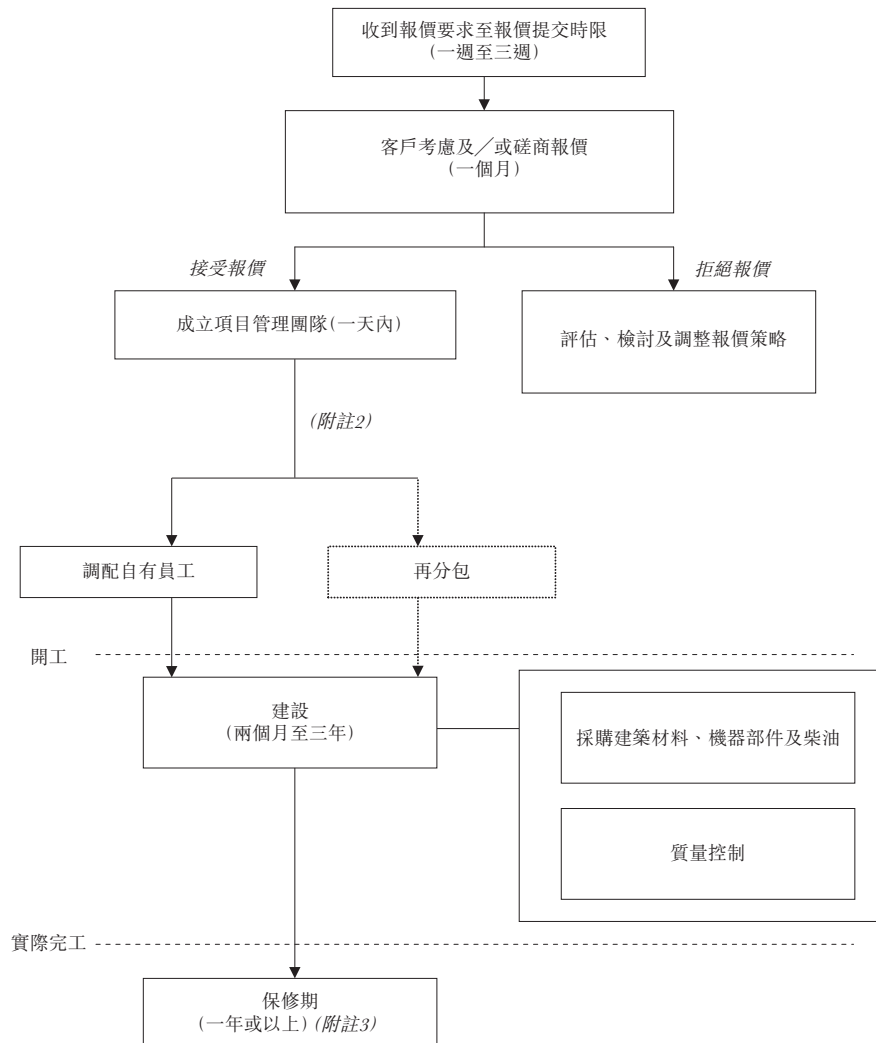 收到報價要求至報價提交時限
(一週至三週)
客戶考慮及／或磋商報價
(一個月)
接受報價
拒絕報價
成立項目管理團隊(一天內)
評估、檢討及調整報價策略
(附註2)
調配自有員工
再分包
開工
建設
(兩個月至三年)
採購建築材料、機器部件及柴油
質量控制
實際完工
保修期
(一年或以上)(附註3)